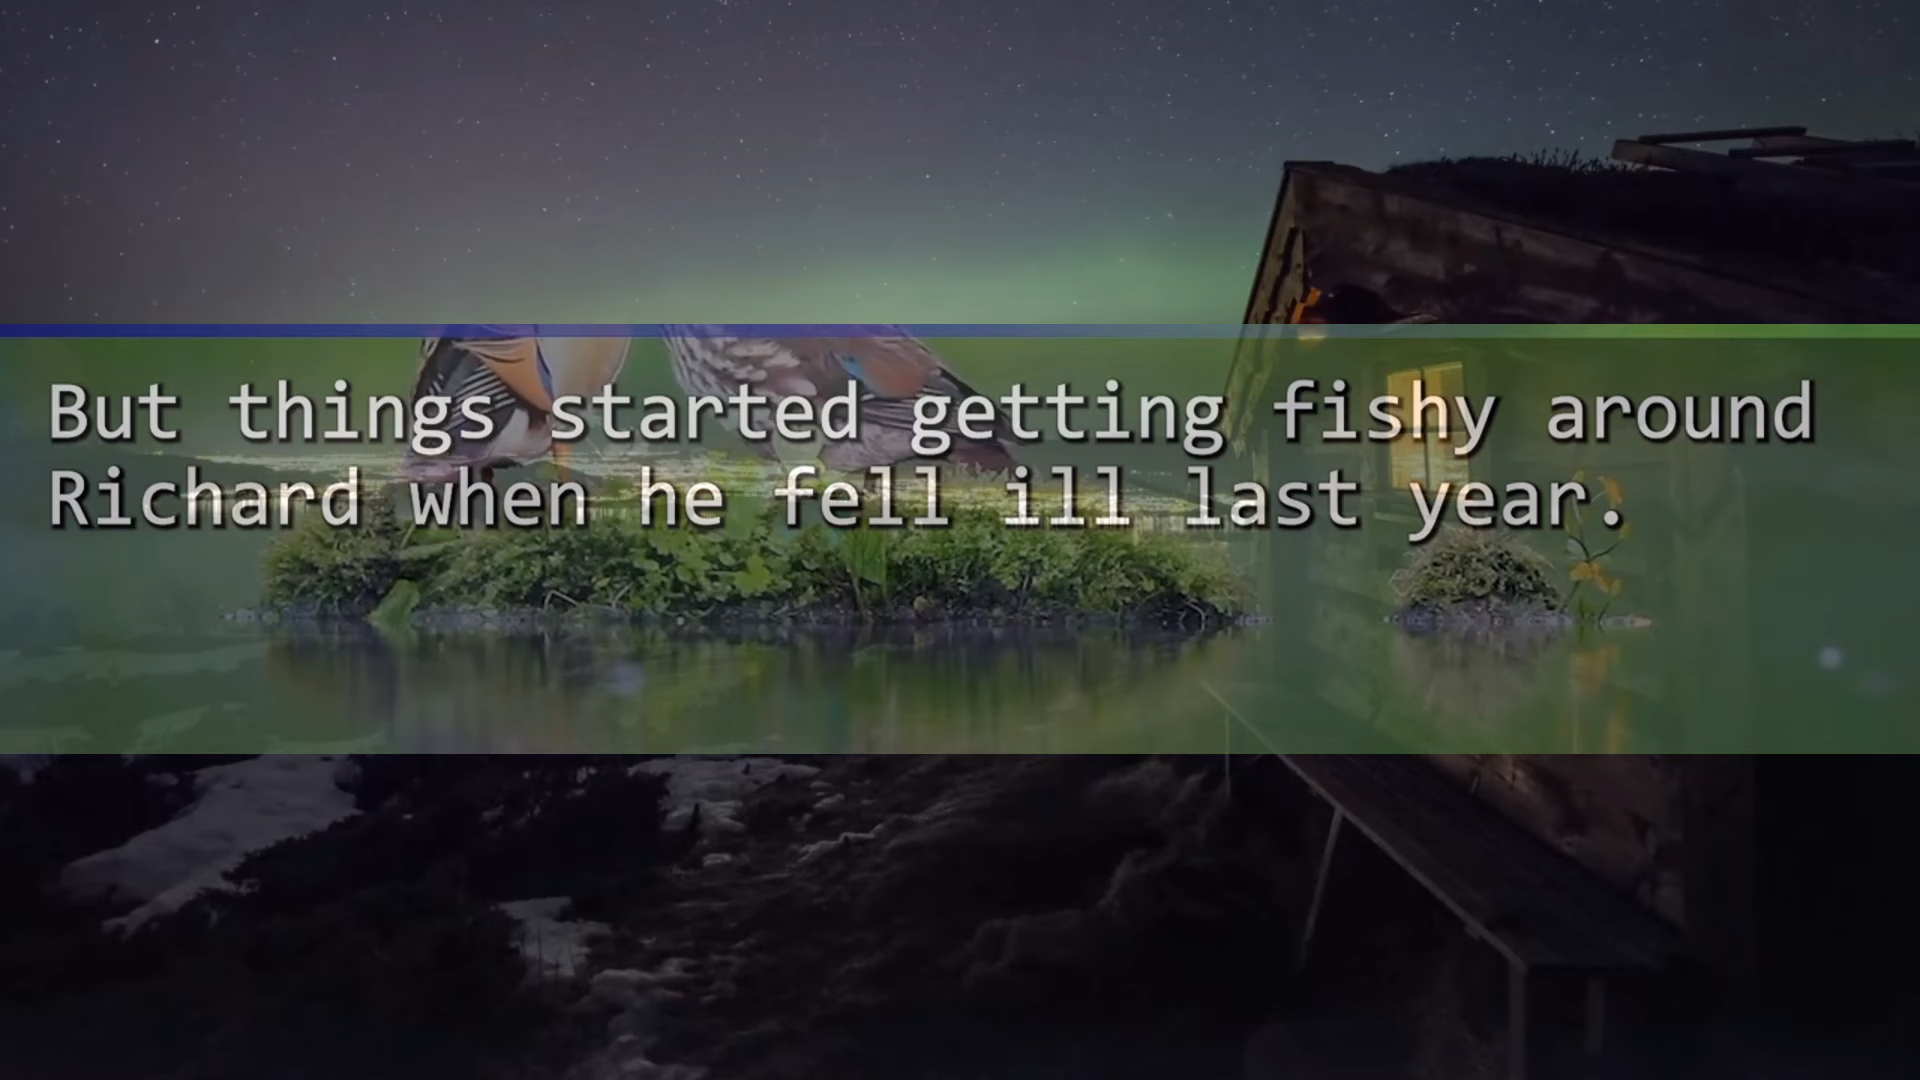 But things started getting fishy around
Richard when he fell ill last year.